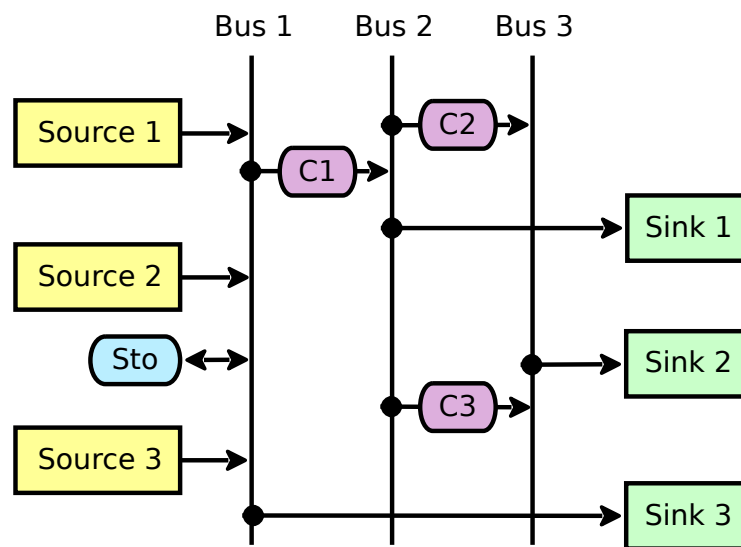 Bus 1
Bus 2
Bus 3
Source 1
C2
C1
Sink 1
Source 2
Sto
Sink 2
C3
Source 3
Sink 3